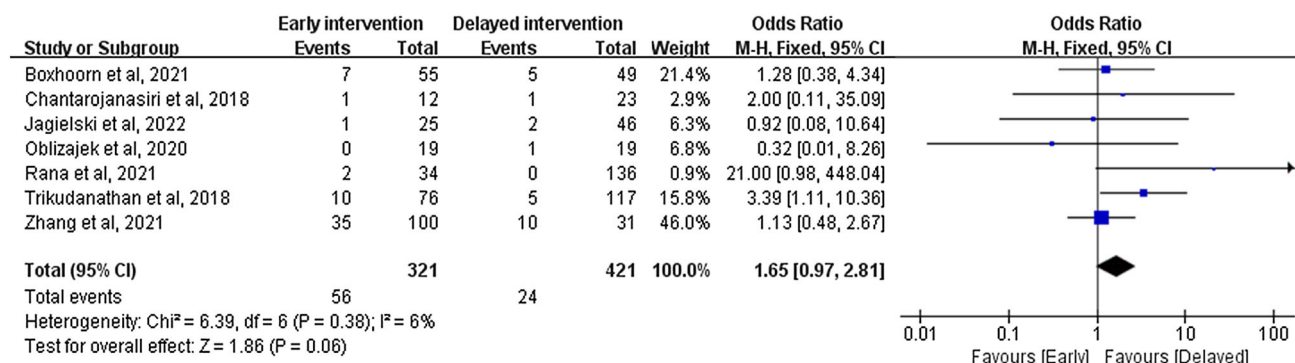 Early intervention Delayed intervention Odds Ratio Odds Ratio
Study or Subgroup Events Total Events Total Weight M-H, Fixed, 95% CI M-H, Fixed, 95% CI
Boxhoorn et al, 2021 7 55 5 49 21.4% 1.28 [0.38, 4.34]
Chantarojanasiri et al, 2018 1 12 1 23 2.9% 2.00 [0.11, 35.09]
Jagielski et al, 2022 1 25 2 46 6.3% 0.92 [0.08, 10.64]
Oblizajek et al, 2020 0 19 1 19 6.8% 0.32 [0.01, 8.26]
Rana et al, 2021 2 34 0 136 0.9% 21.00 [0.98, 448.04]
Trikudanathan et al, 2018 10 76 5 117 15.8% 3.39 [1.11, 10.36]
Zhang et al, 2021 35 100 10 31 46.0% 1.13 [0.48, 2.67]
Total (95% CI) 321 421 100.0% 1.65 [0.97, 2.81]
Total events 56 24
Heterogeneity: Chi² = 6.39, df = 6 (P = 0.38); I² = 6%
Test for overall effect: Z = 1.86 (P = 0.06)
0.01 0.1 1 10 100
Favours [Early] Favours [Delayed]